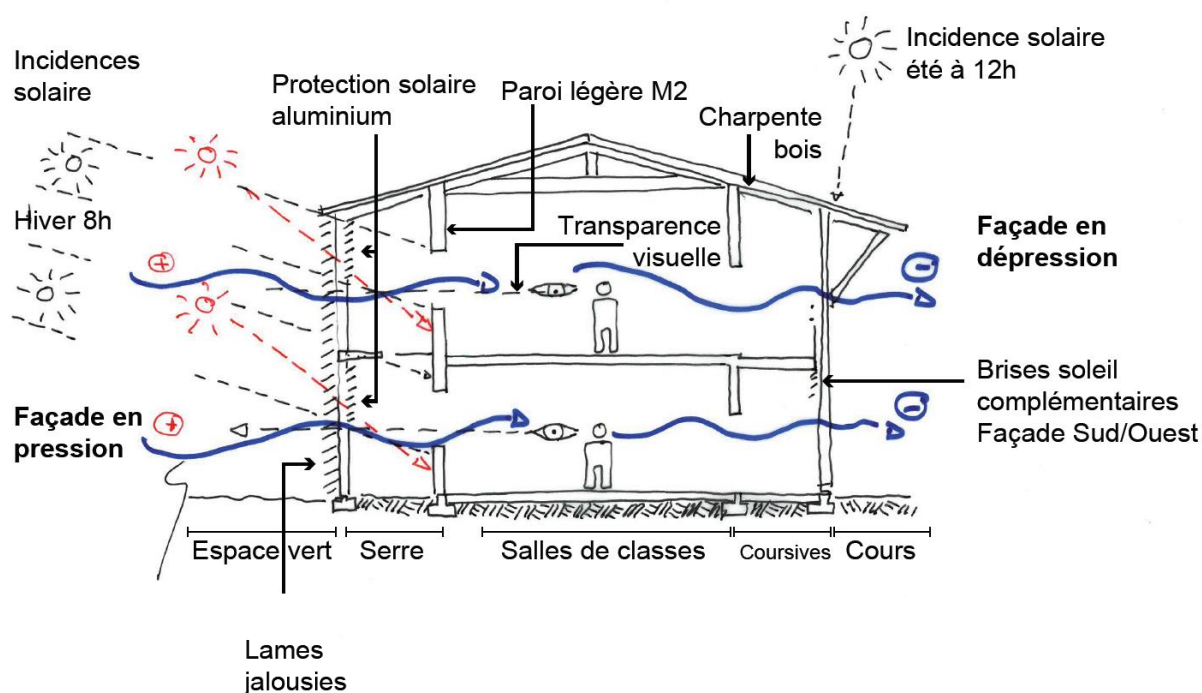 Incidences
solaire
Hiver 8h
Protection solaire
aluminium
Paroi légère M2
Charpente
bois
Incidence solaire
été à 12h
Transparence
visuelle
Façade en
dépression
+
-
Façade en
pression
+
-
Brises soleil
complémentaires
Façade Sud/Ouest
Espace vert
Serre
Salles de classes
Coursives
Cours
Lames
jalousies